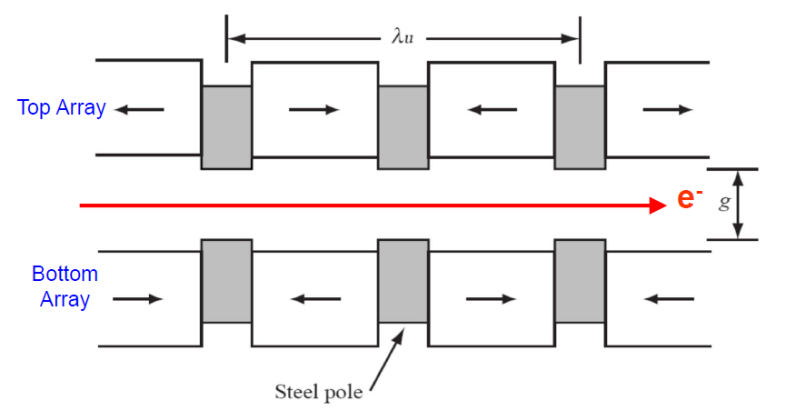 λu
Top Array
e-
g
Bottom
Array
Steel pole